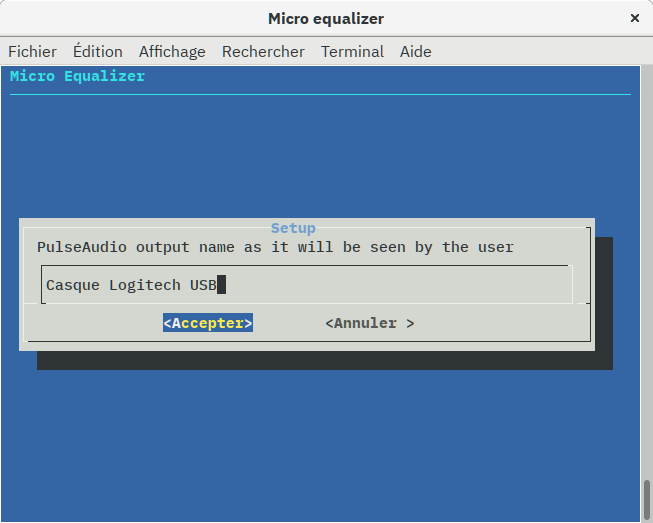 Micro equalizer ×
Fichier Édition Affichage Rechercher Terminal Aide
Micro Equalizer
Setup
PulseAudio output name as it will be seen by the user
Casque Logitech USB
<Accepter> <Annuler >